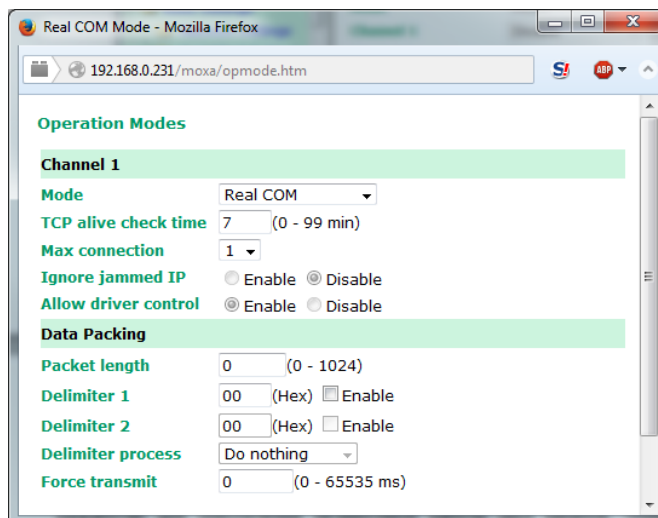 Real COM Mode - Mozilla Firefox
192.168.0.231/moxa/opmode.htm
S!
ABP
Operation Modes
Channel 1
Mode Real COM
TCP alive check time 7 (0 - 99 min)
Max connection 1
Ignore jammed IP Enable Disable
Allow driver control Enable Disable
Data Packing
Packet length 0 (0 - 1024)
Delimiter 1 00 (Hex) Enable
Delimiter 2 00 (Hex) Enable
Delimiter process Do nothing
Force transmit 0 (0 - 65535 ms)